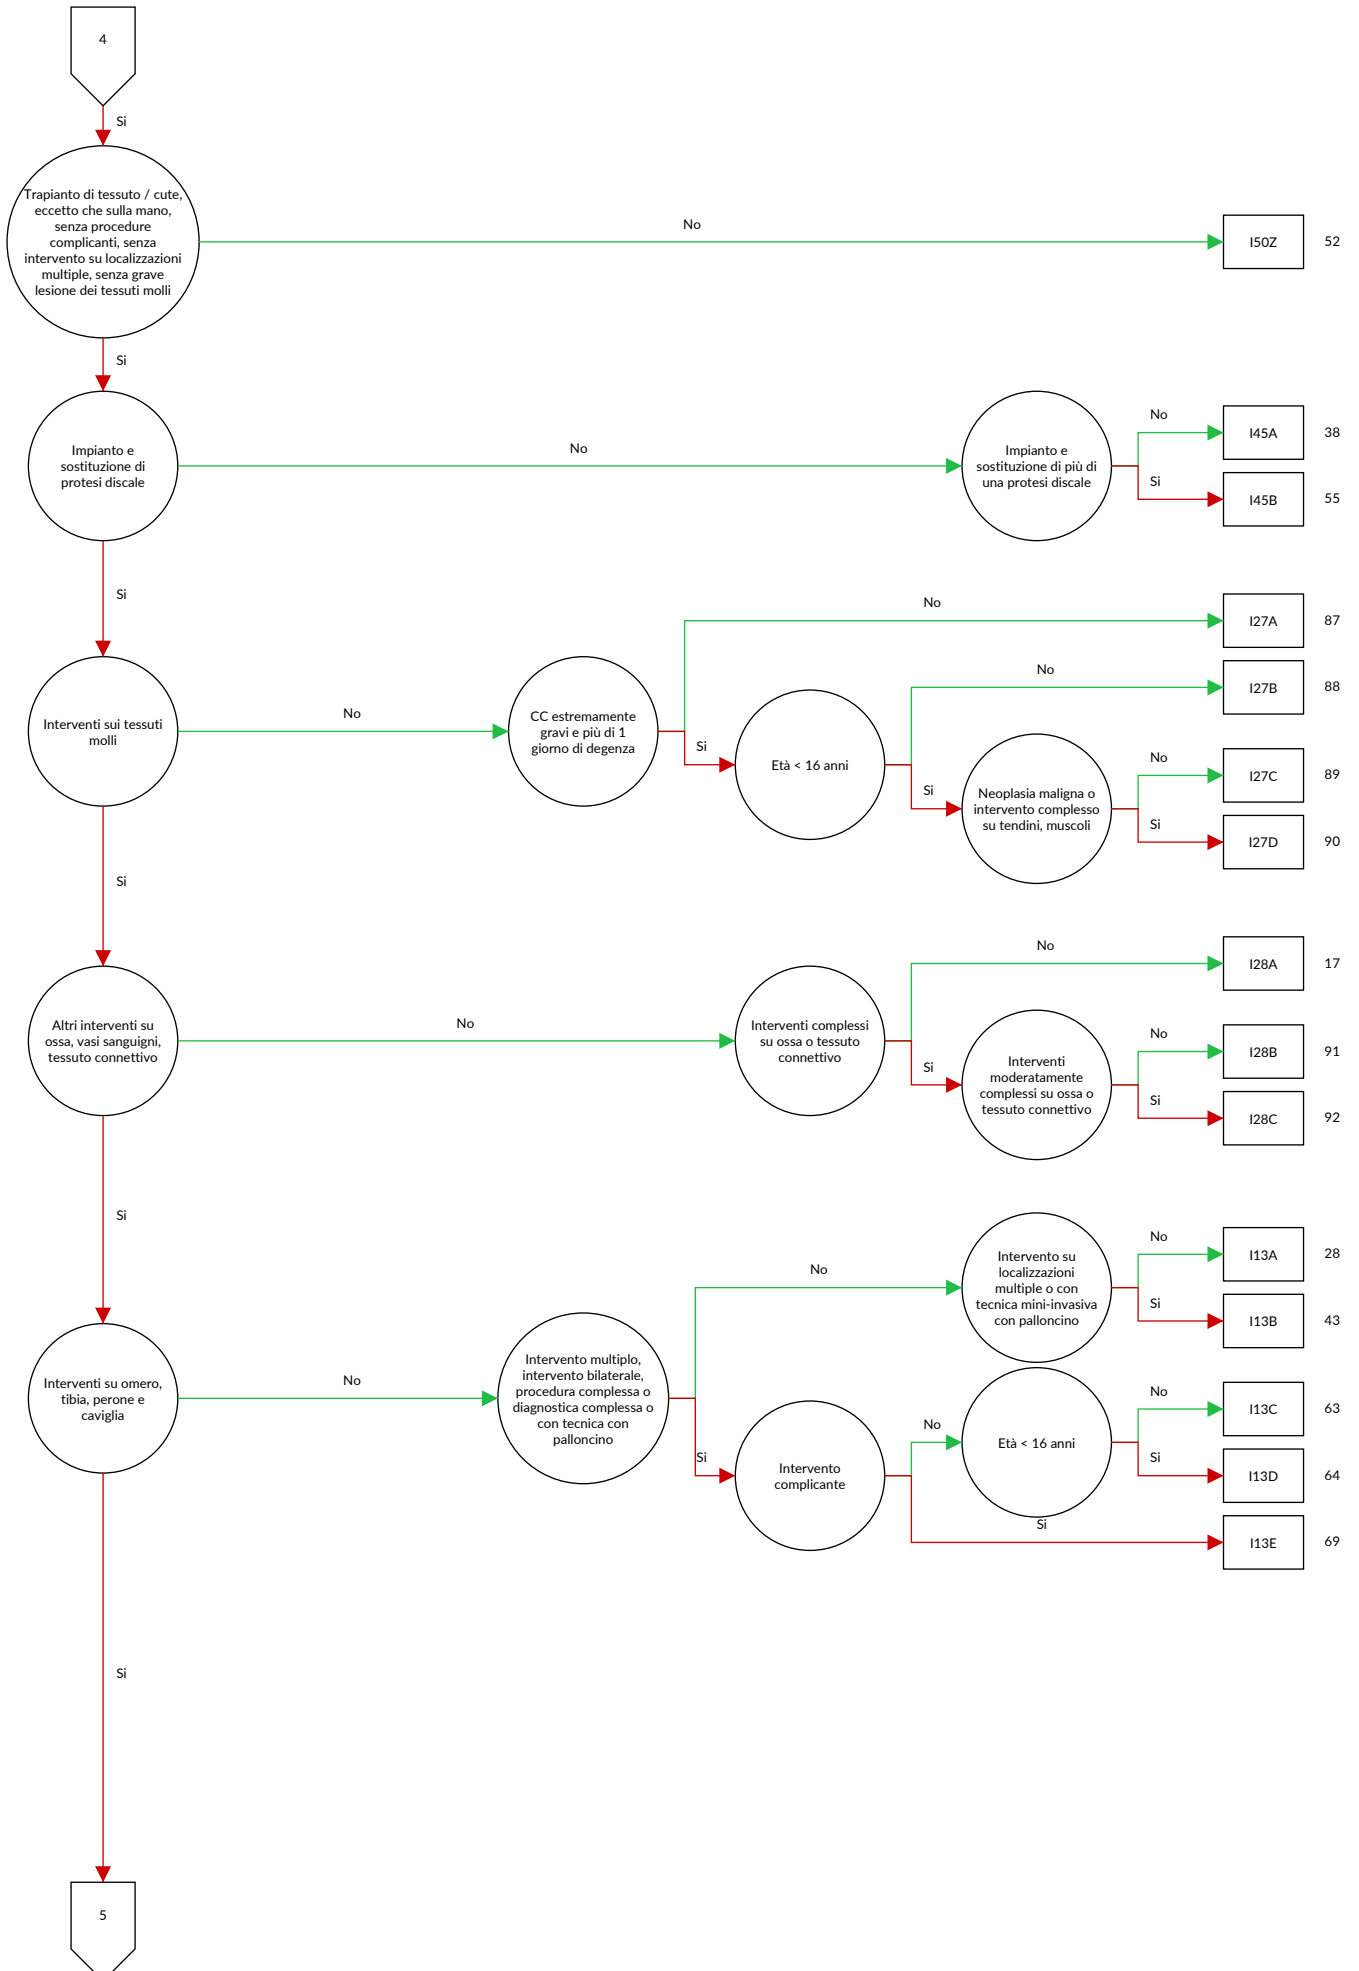 4
Si
Trapianto di tessuto / cute,
eccetto che sulla mano,
senza procedure
complicanti, senza
intervento su localizzazioni
multiple, senza grave
lesione dei tessuti molli
No
I50Z
52
Si
Impianto e
sostituzione di
protesi discale
No
Impianto e
sostituzione di più di
una protesi discale
No
I45A
38
Si
I45B
55
Si
Interventi sui tessuti
molli
No
CC estremamente
gravi e più di 1
giorno di degenza
No
I27A
87
Si
Età < 16 anni
No
I27B
88
Si
Neoplasia maligna o
intervento complesso
su tendini, muscoli
No
I27C
89
Si
I27D
90
Si
Altri interventi su
ossa, vasi sanguigni,
tessuto connettivo
No
Interventi complessi
su ossa o tessuto
connettivo
No
I28A
17
Si
Interventi
moderatamente
complessi su ossa o
tessuto connettivo
No
I28B
91
Si
I28C
92
Si
Interventi su omero,
tibia, perone e
caviglia
No
Intervento multiplo,
intervento bilaterale,
procedura complessa o
diagnostica complessa o
con tecnica con
palloncino
No
Intervento su
localizzazioni
multiple o con
tecnica mini-invasiva
con palloncino
No
I13A
28
Si
I13B
43
Si
Intervento
complicante
No
Età < 16 anni
No
I13C
63
Si
I13D
64
Si
I13E
69
Si
5